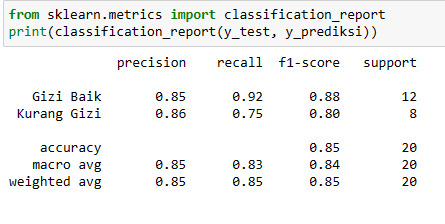 from sklearn.metrics import classification_report
print(classification_report(y_test, y_prediksi))
precision recall f1-score support
Gizi Baik 0.85 0.92 0.88 12
Kurang Gizi 0.86 0.75 0.80 8
accuracy 0.85 20
macro avg 0.85 0.83 0.84 20
weighted avg 0.85 0.85 0.85 20